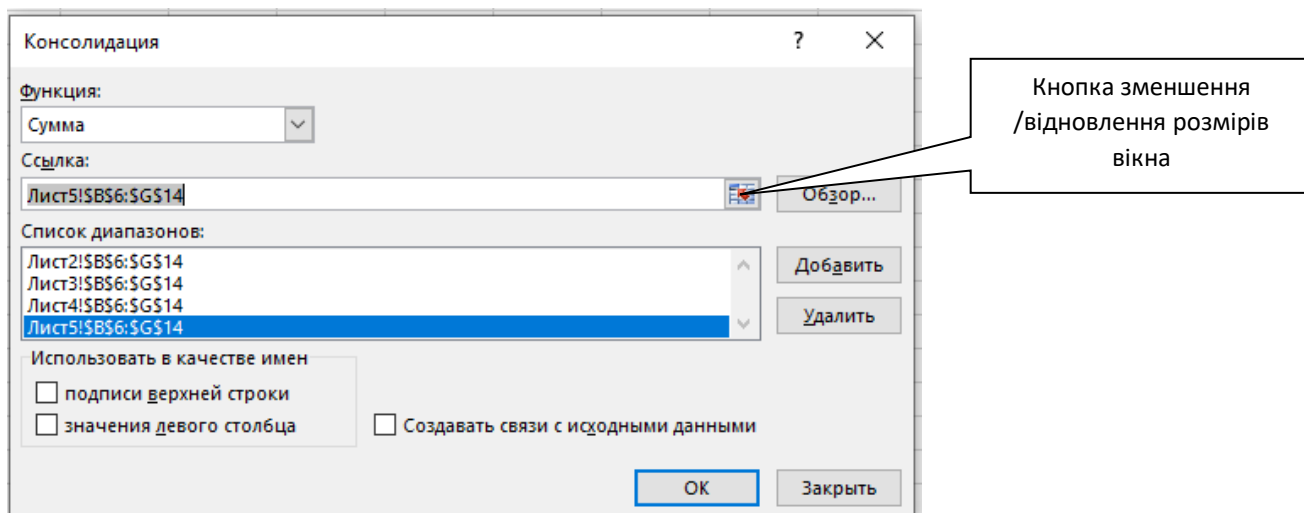 Консолидация
?
Функция:
Сумма
Ссылка:
Лист5!$B$6:$G$14
Обзор...
Список диапазонов:
Лист2!$B$6:$G$14
Лист3!$B$6:$G$14
Лист4!$B$6:$G$14
Лист5!$B$6:$G$14
Добавить
Удалить
Использовать в качестве имен
подписи верхней строки
значения левого столбца
Создавать связи с исходными данными
ОК
Закрыть
Кнопка зменшення
/відновлення розмірів
вікна